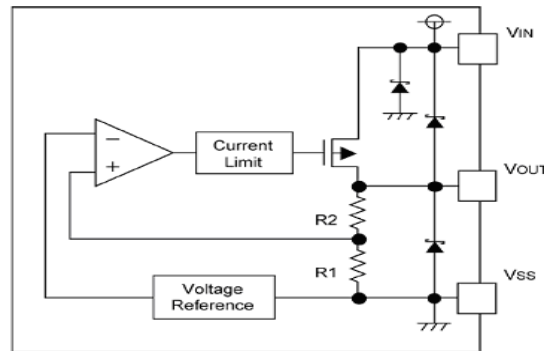 VIN
−
+
Current
Limit
VOUT
R2
R1
Voltage
Reference
VSS